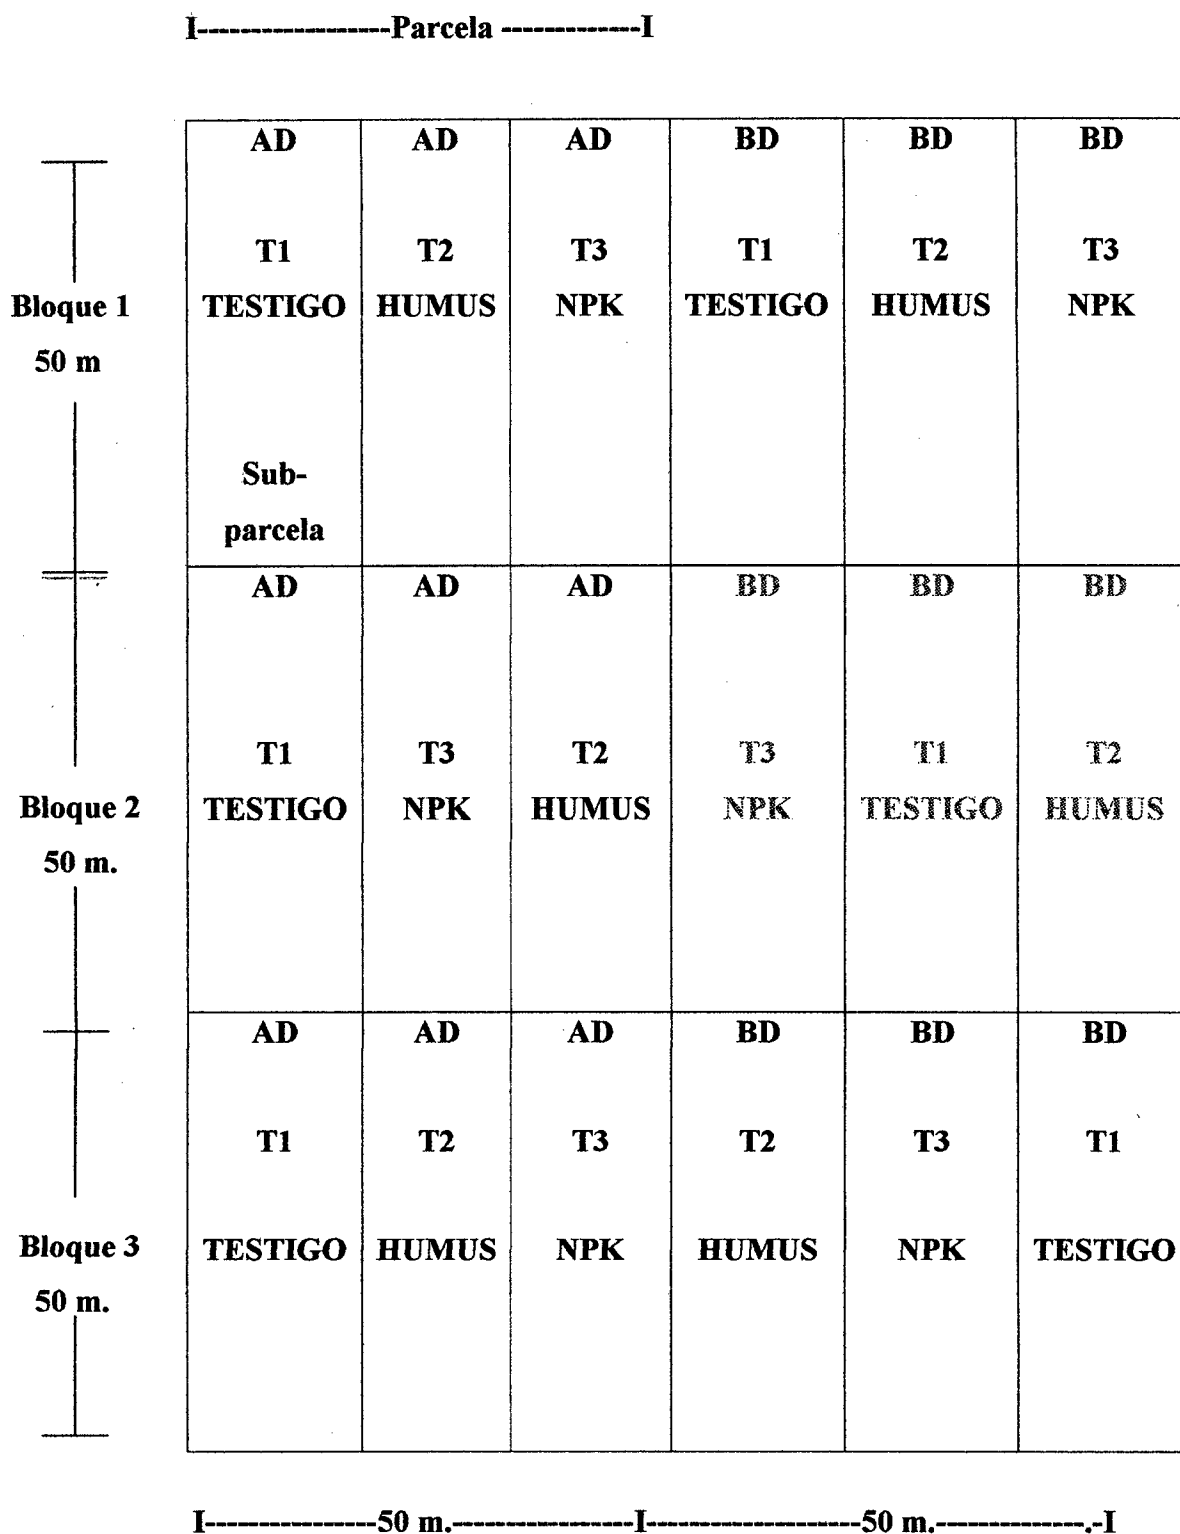 I-----------------Parcela ------------I
AD AD AD BD BD BD
T1 T2 T3 T1 T2 T3
Bloque 1 TESTIGO HUMUS NPK TESTIGO HUMUS NPK
50 m
Sub-
parcela
AD AD AD BD BD BD
T1 T3 T2 T3 T1 T2
Bloque 2 TESTIGO NPK HUMUS NPK TESTIGO HUMUS
50 m.
AD AD AD BD BD BD
T1 T2 T3 T2 T3 T1
Bloque 3 TESTIGO HUMUS NPK HUMUS NPK TESTIGO
50 m.
I----------------50 m.----------------I-------------------50 m.-------------.-I